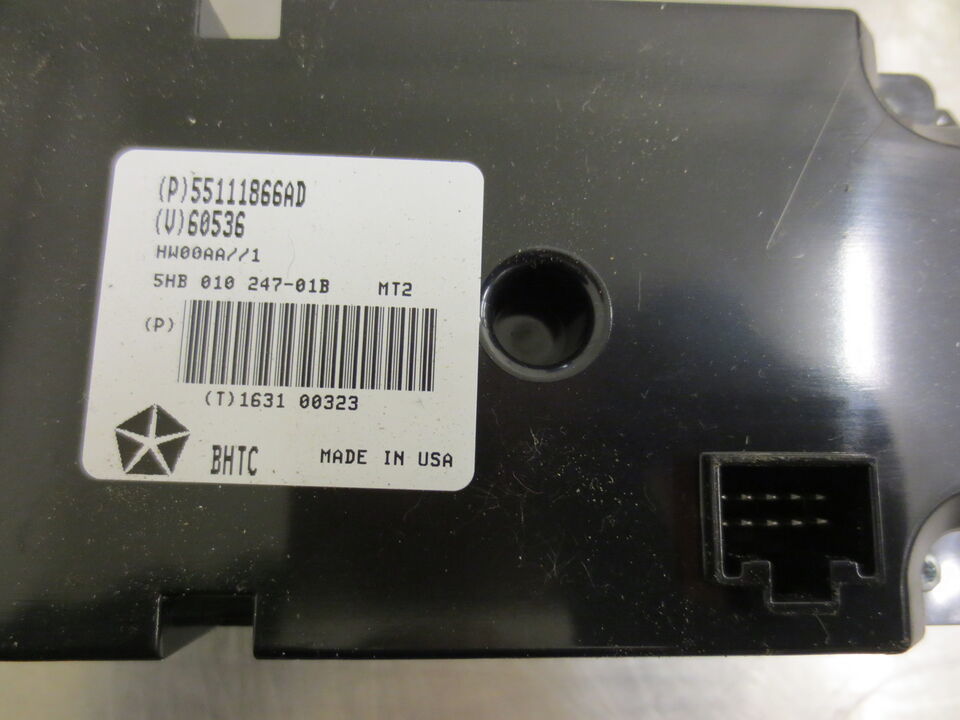 (P)55111866AD
(V)60536
HW00AA//1
5HB 010 247-01B MT2
(P)
(T)1631 00323
BHTC MADE IN USA